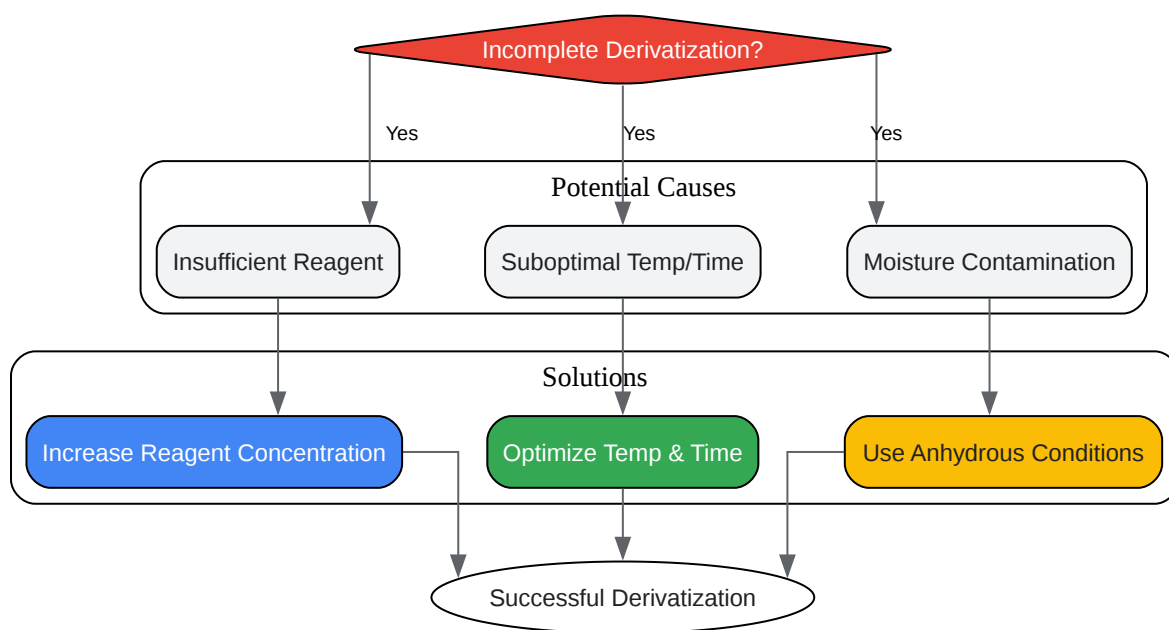 Incomplete Derivatization?
Yes
Yes
Yes
Potential Causes
Insufficient Reagent
Suboptimal Temp/Time
Moisture Contamination
Solutions
Increase Reagent Concentration
Optimize Temp & Time
Use Anhydrous Conditions
Successful Derivatization